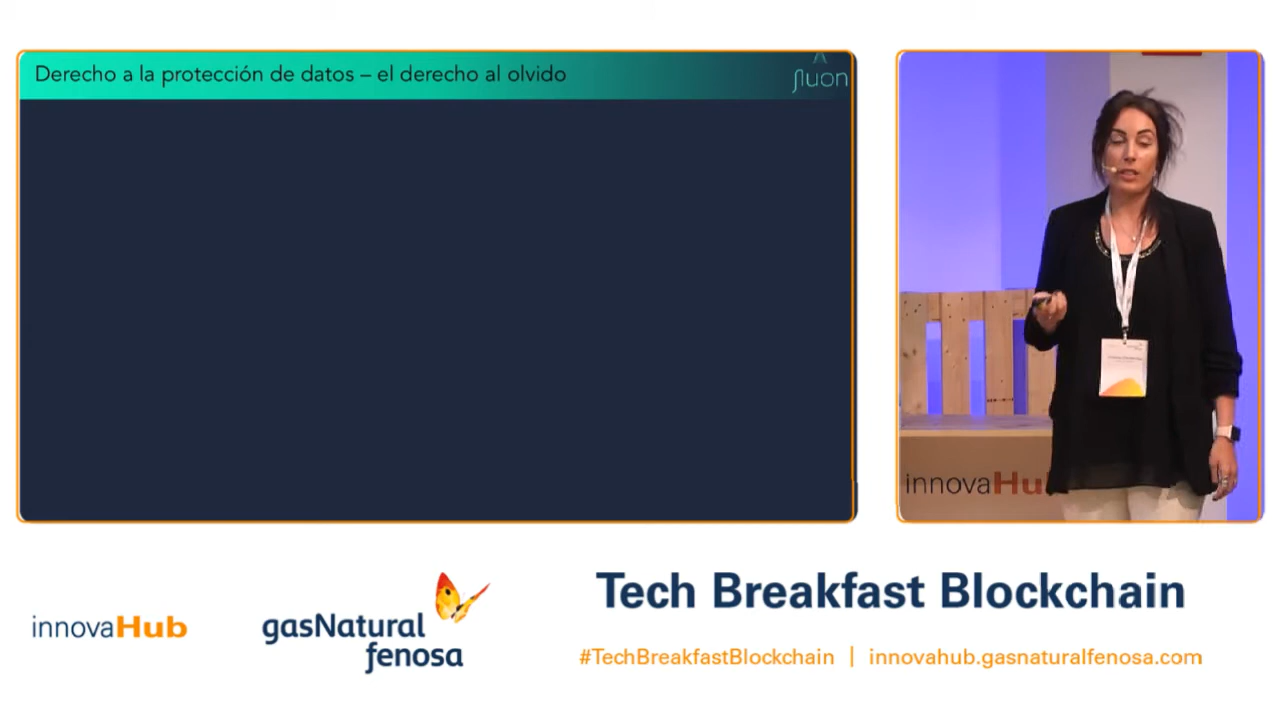 Derecho a la protección de datos – el derecho al olvido
fluon
innovaHu
innovaHub
gasNatural
fenosa
Tech Breakfast Blockchain
#TechBreakfastBlockchain | innovahub.gasnaturalfenosa.com